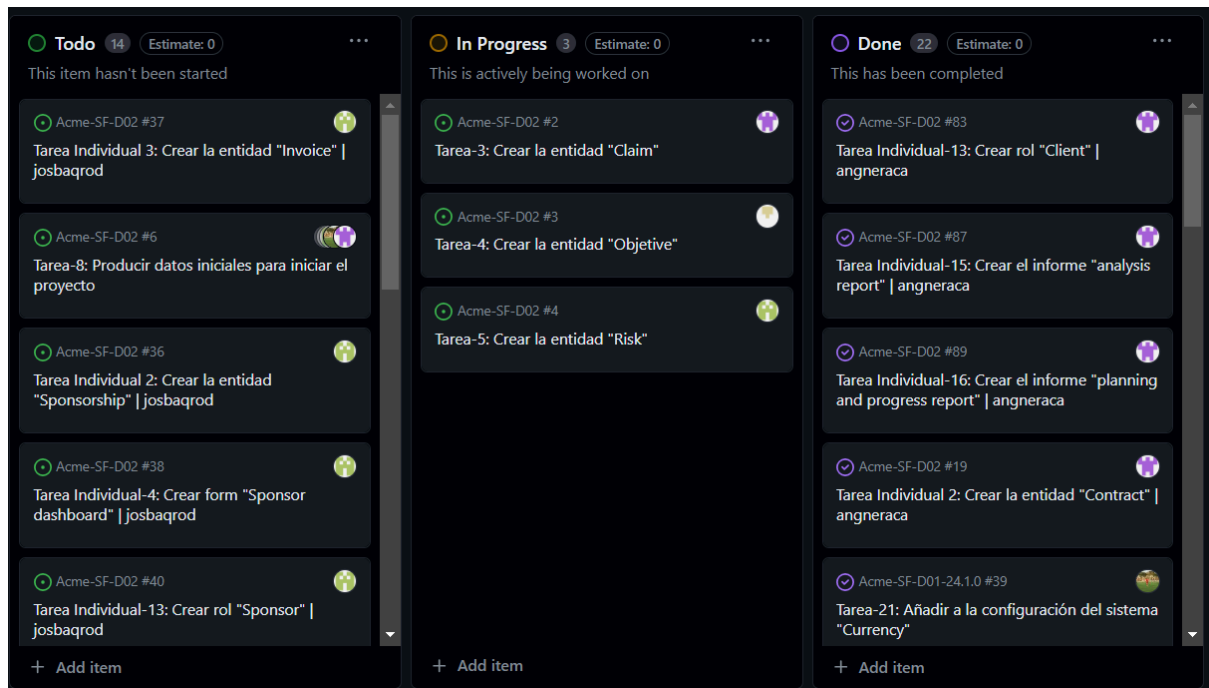 Todo 14 Estimate: 0
This item hasn't been started
Acme-SF-D02 #37
Tarea Individual 3: Crear la entidad "Invoice" |
josbaqrod
Acme-SF-D02 #6
Tarea-8: Producir datos iniciales para iniciar el
proyecto
Acme-SF-D02 #36
Tarea Individual 2: Crear la entidad
"Sponsorship" | josbaqrod
Acme-SF-D02 #38
Tarea Individual-4: Crear form "Sponsor
dashboard" | josbaqrod
Acme-SF-D02 #40
Tarea Individual-13: Crear rol "Sponsor" |
josbaqrod
+ Add item
In Progress 3 Estimate: 0
This is actively being worked on
Acme-SF-D02 #2
Tarea-3: Crear la entidad "Claim"
Acme-SF-D02 #3
Tarea-4: Crear la entidad "Objetive"
Acme-SF-D02 #4
Tarea-5: Crear la entidad "Risk"
+ Add item
Done 22 Estimate: 0
This has been completed
Acme-SF-D02 #83
Tarea Individual-13: Crear rol "Client" |
angneraca
Acme-SF-D02 #87
Tarea Individual-15: Crear el informe "analysis
report" | angneraca
Acme-SF-D02 #89
Tarea Individual-16: Crear el informe "planning
and progress report" | angneraca
Acme-SF-D02 #19
Tarea Individual 2: Crear la entidad "Contract" |
angneraca
Acme-SF-D01-24.1.0 #39
Tarea-21: Añadir a la configuración del sistema
"Currency"
+ Add item